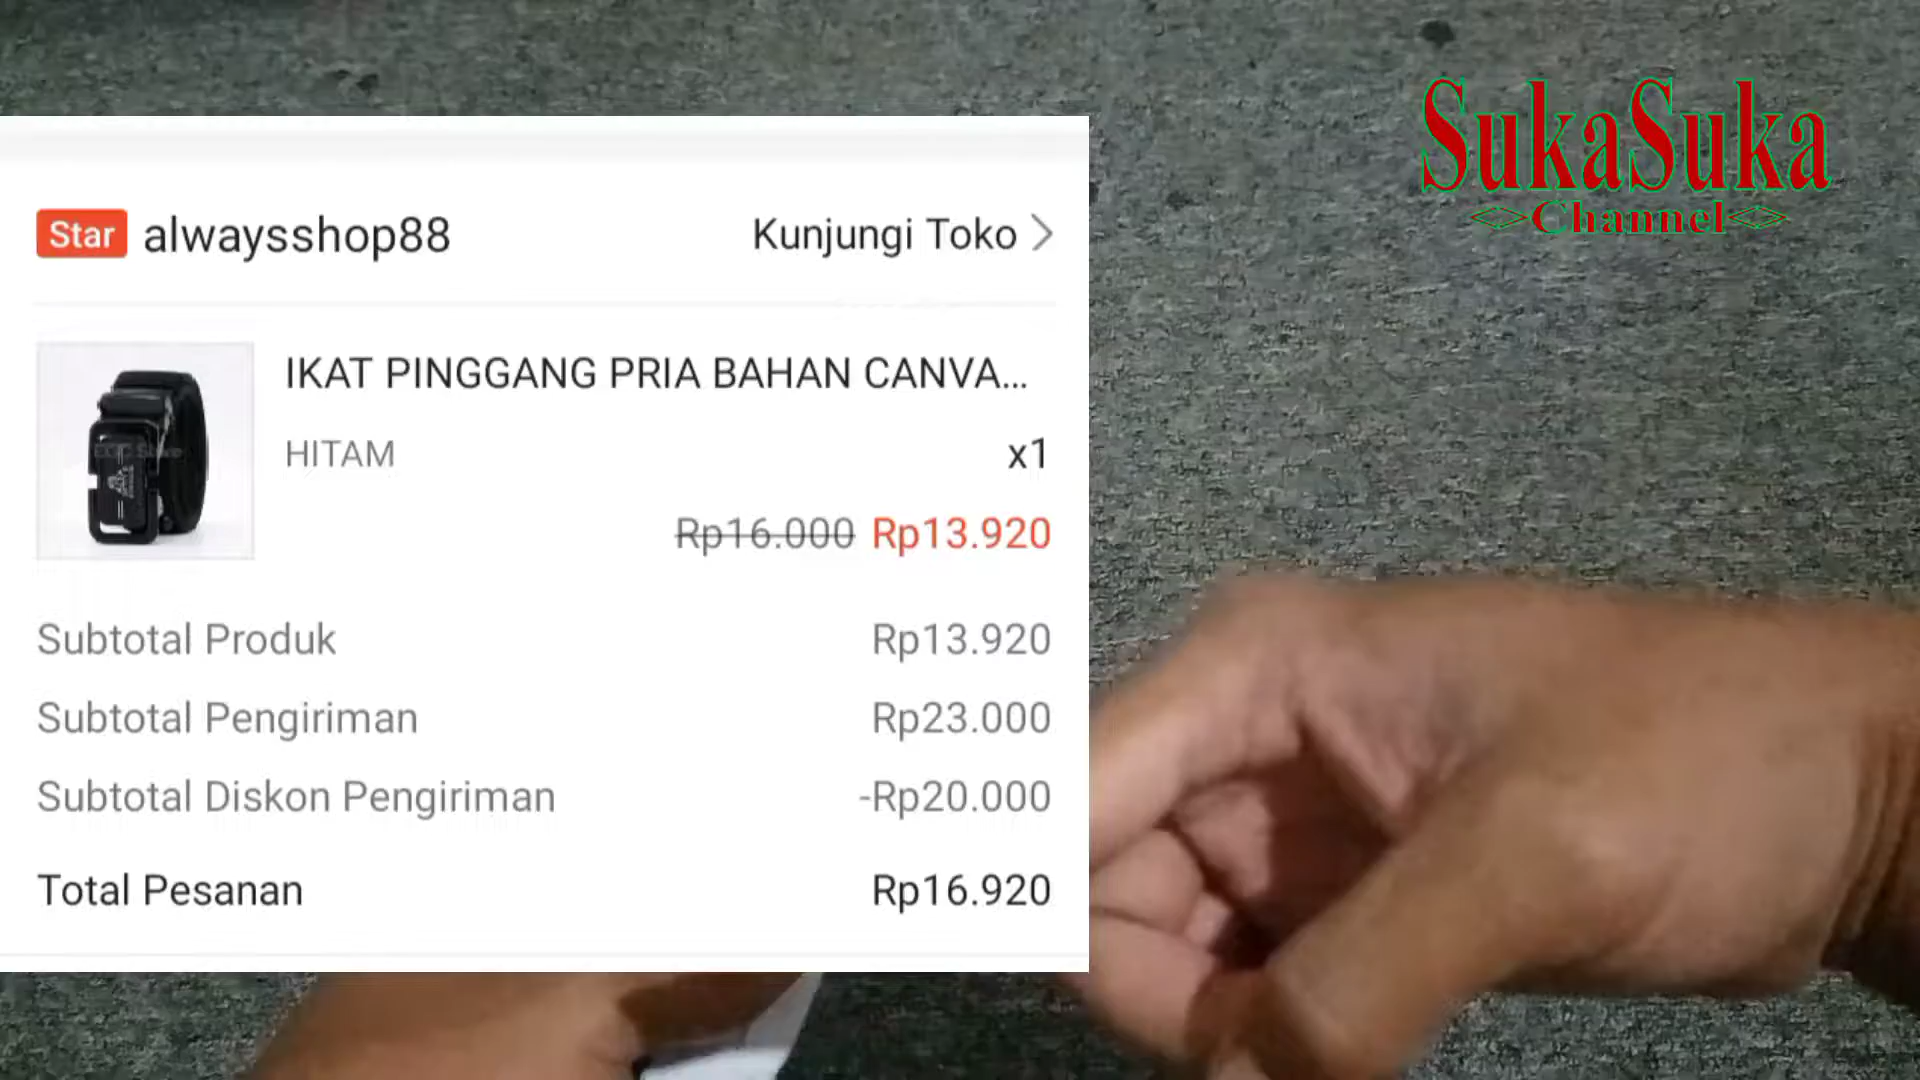 SukaSuka
Channel
Star alwaysshop88 Kunjungi Toko
IKAT PINGGANG PRIA BAHAN CANVA...
HITAM x1
Rp16.000 Rp13.920
Subtotal Produk Rp13.920
Subtotal Pengiriman Rp23.000
Subtotal Diskon Pengiriman -Rp20.000
Total Pesanan Rp16.920